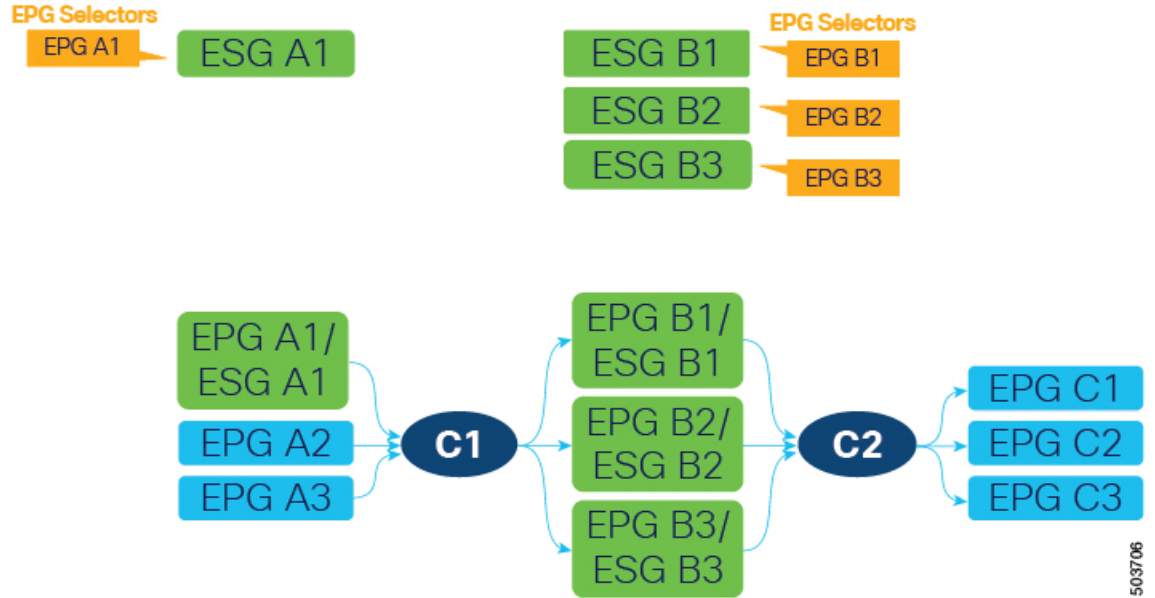 EPG Selectors
EPG A1
ESG A1
EPG Selectors
ESG B1
EPG B1
ESG B2
EPG B2
ESG B3
EPG B3
EPG A1/
ESG A1
EPG A2
EPG A3
C1
EPG B1/
ESG B1
EPG B2/
ESG B2
EPG B3/
ESG B3
C2
EPG C1
EPG C2
EPG C3
503706